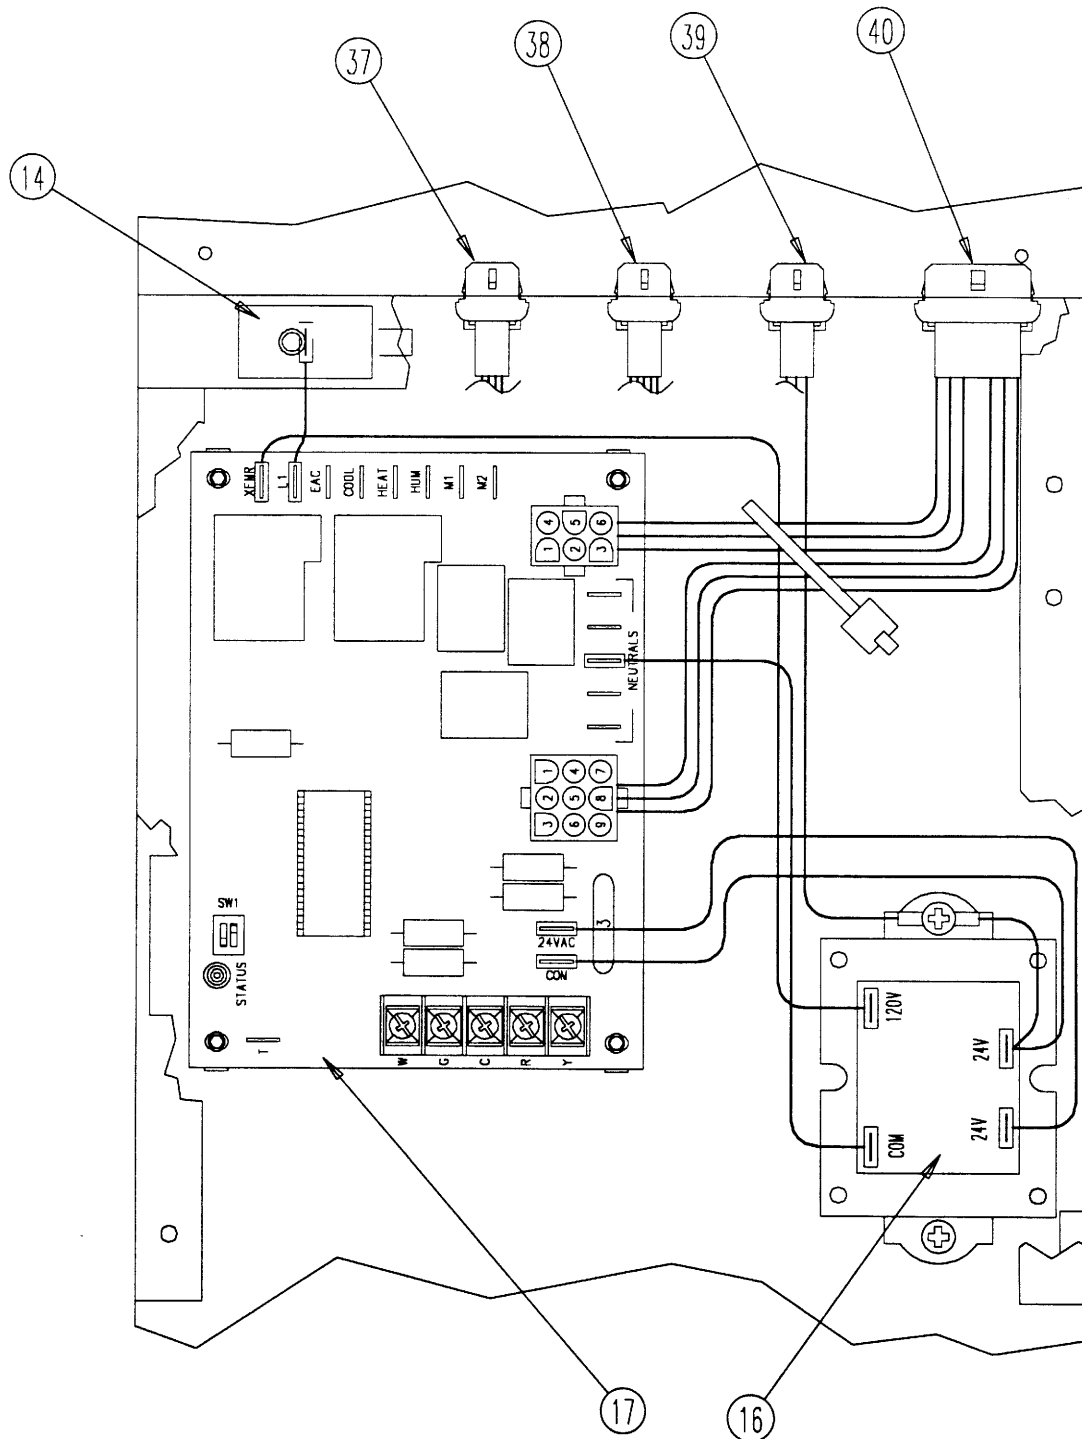 37
38
39
40
14
XFMR
L1
EAC
COOL
HEAT
HUM
M1
M2
4 5 6
1 2 3
NEUTRALS
1 4 7
2 5 8
3 6 9
SW1
STATUS
24VAC
COM
3
T
W
G
C
R
Y
120V
24V
COM
24V
17
16